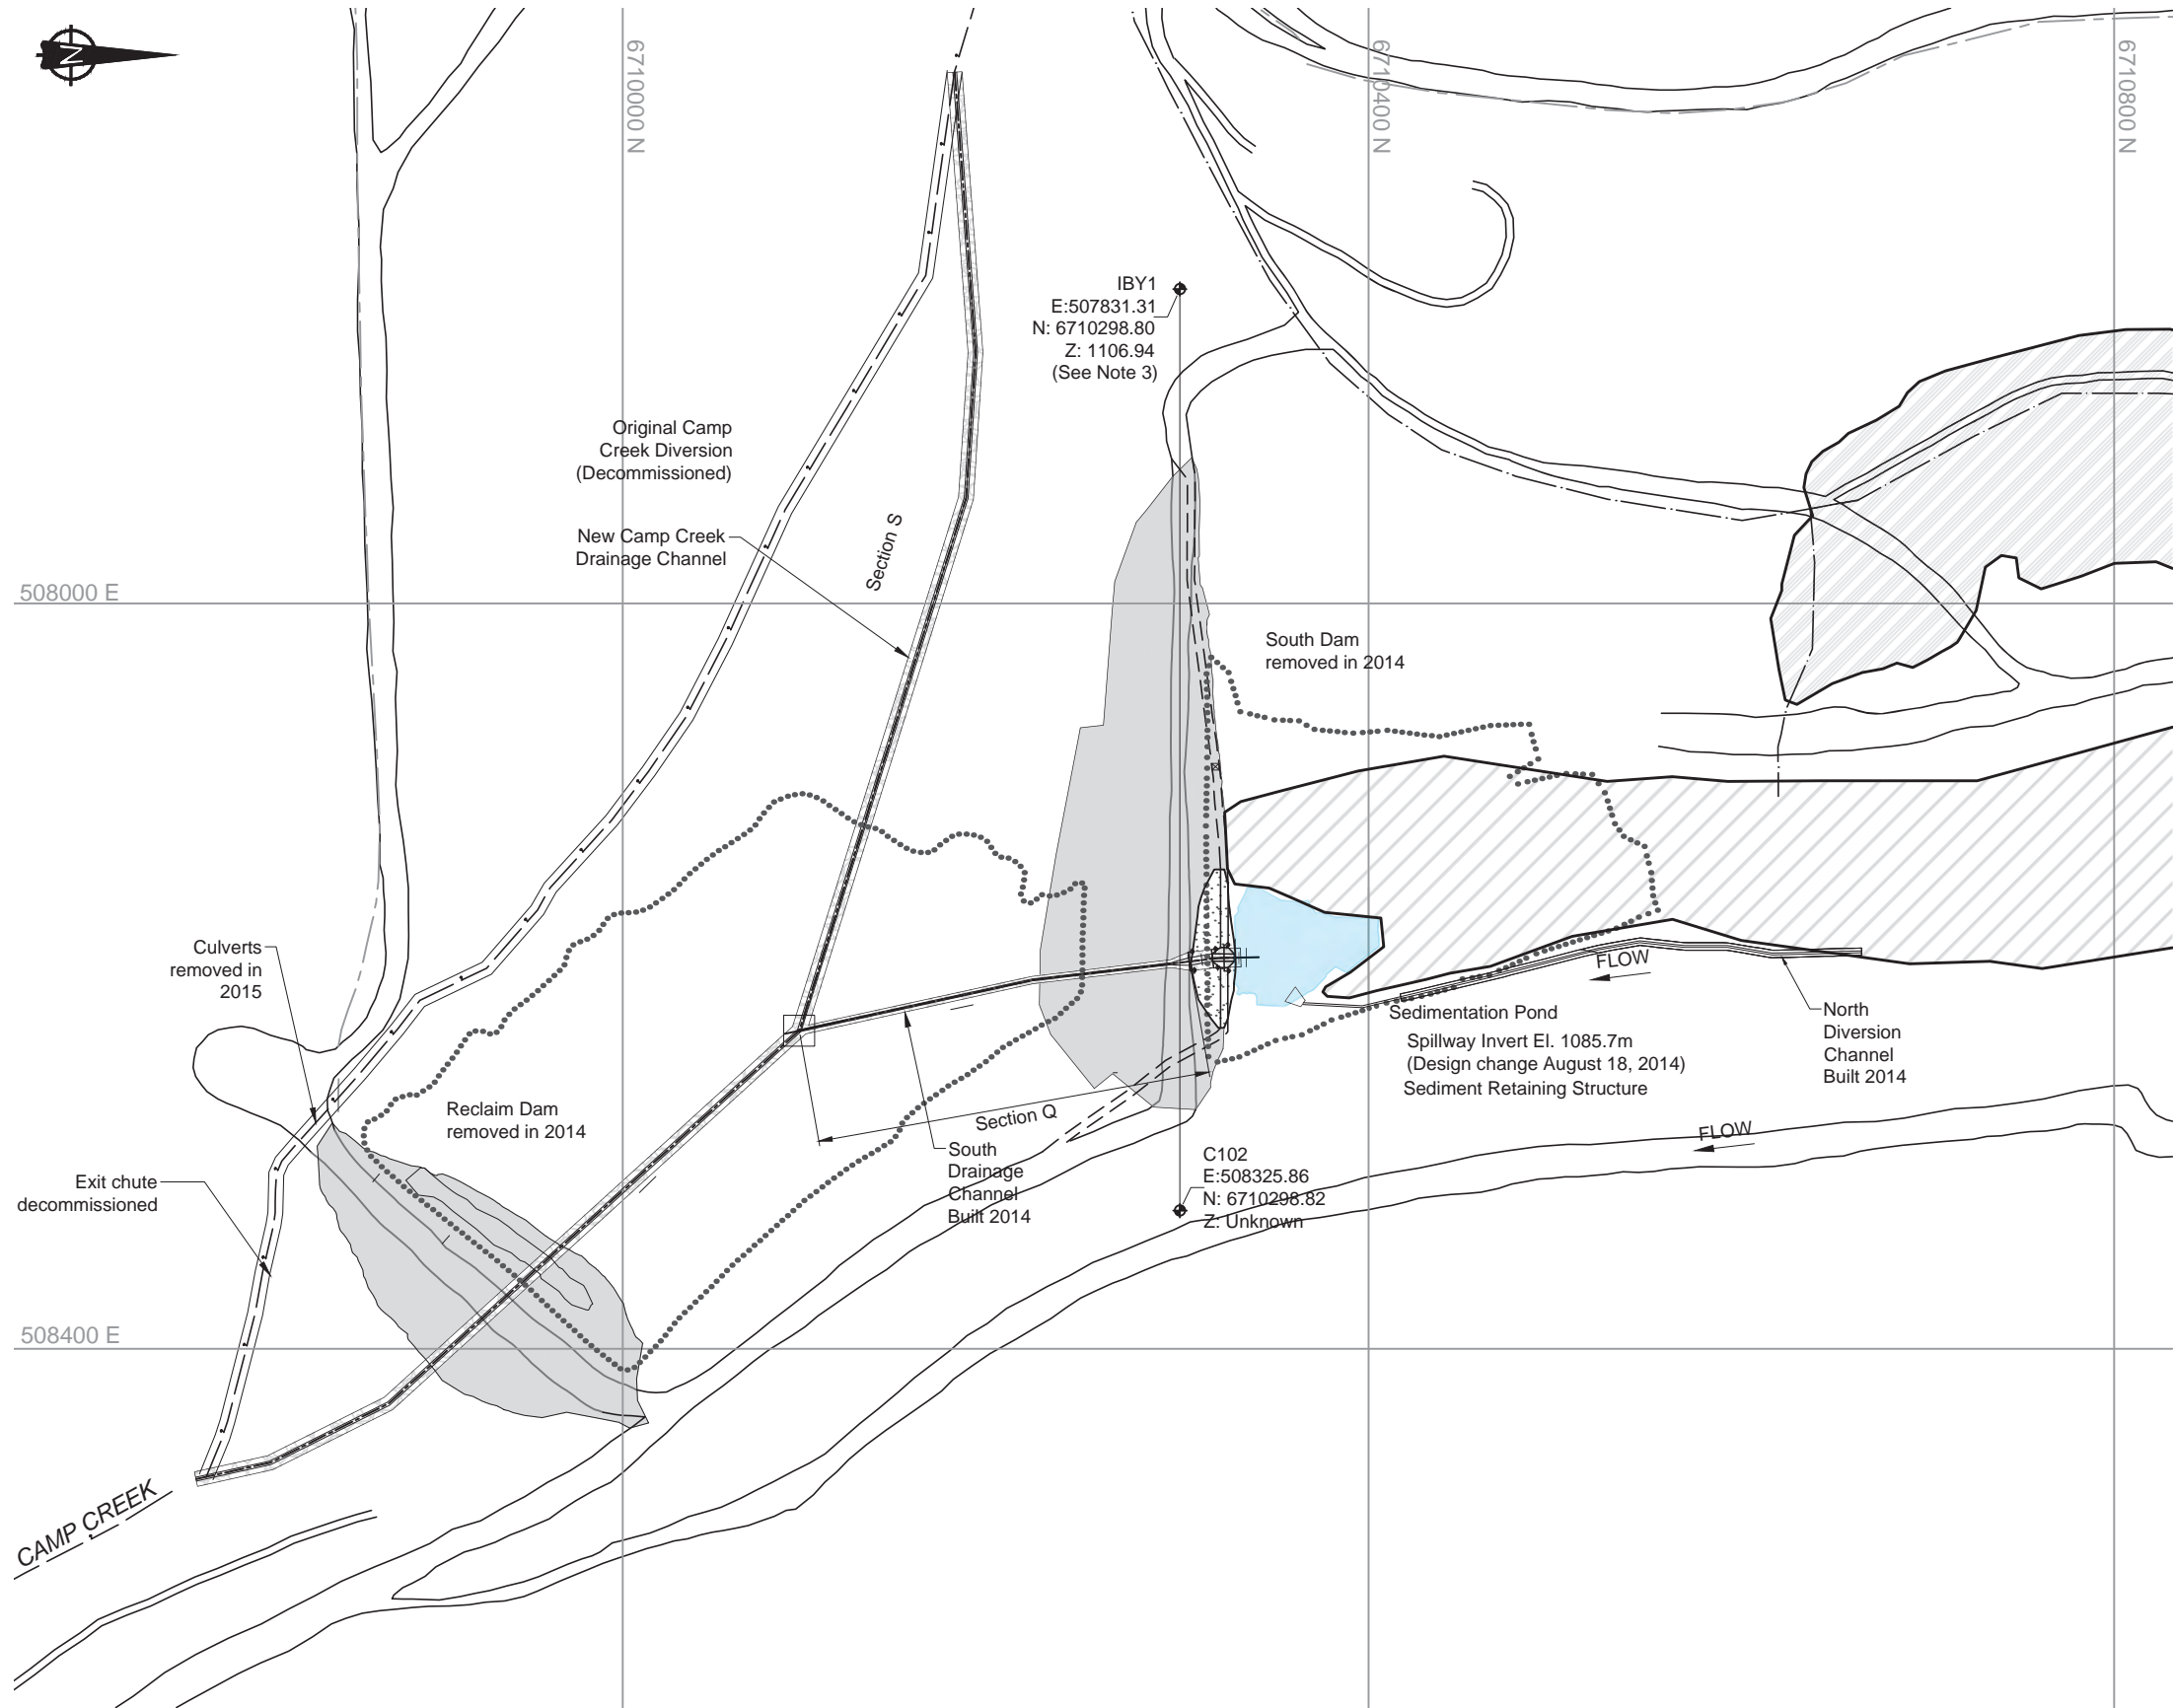 N
6710000 N
6710400 N
6710800 N
IBY1
E:507831.31
N: 6710298.80
Z: 1106.94
(See Note 3)
Original Camp
Creek Diversion
(Decommissioned)
Section S
New Camp Creek
Drainage Channel
508000 E
South Dam
removed in 2014
Culverts
removed in
2015
FLOW
Sedimentation Pond
Spillway Invert El. 1085.7m
(Design change August 18, 2014)
Sediment Retaining Structure
North
Diversion
Channel
Built 2014
Reclaim Dam
removed in 2014
Section Q
South
Drainage
Channel
Built 2014
FLOW
C102
E:508325.86
N: 6710298.82
Z: Unknown
Exit chute
decommissioned
508400 E
CAMP CREEK